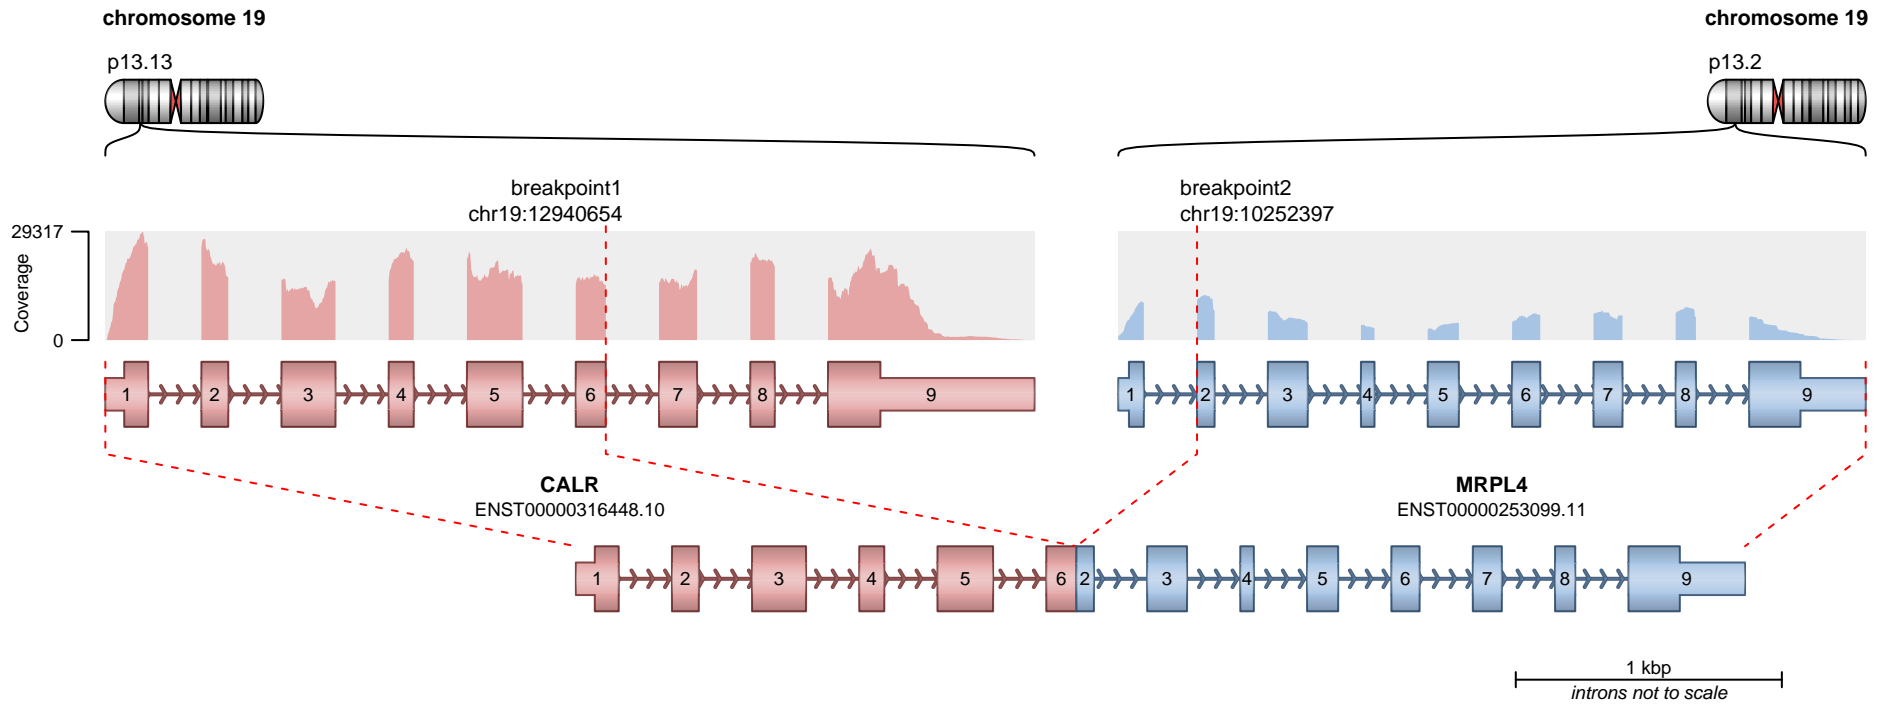 chromosome 19
chromosome 19
p13.13
p13.2
breakpoint1
chr19:12940654
breakpoint2
chr19:10252397
29317
Coverage
0
1 2 3 4 5 6 7 8 9
1 2 3 4 5 6 7 8 9
CALR
ENST00000316448.10
MRPL4
ENST00000253099.11
1 2 3 4 5 6 2 3 4 5 6 7 8 9
1 kbp
introns not to scale